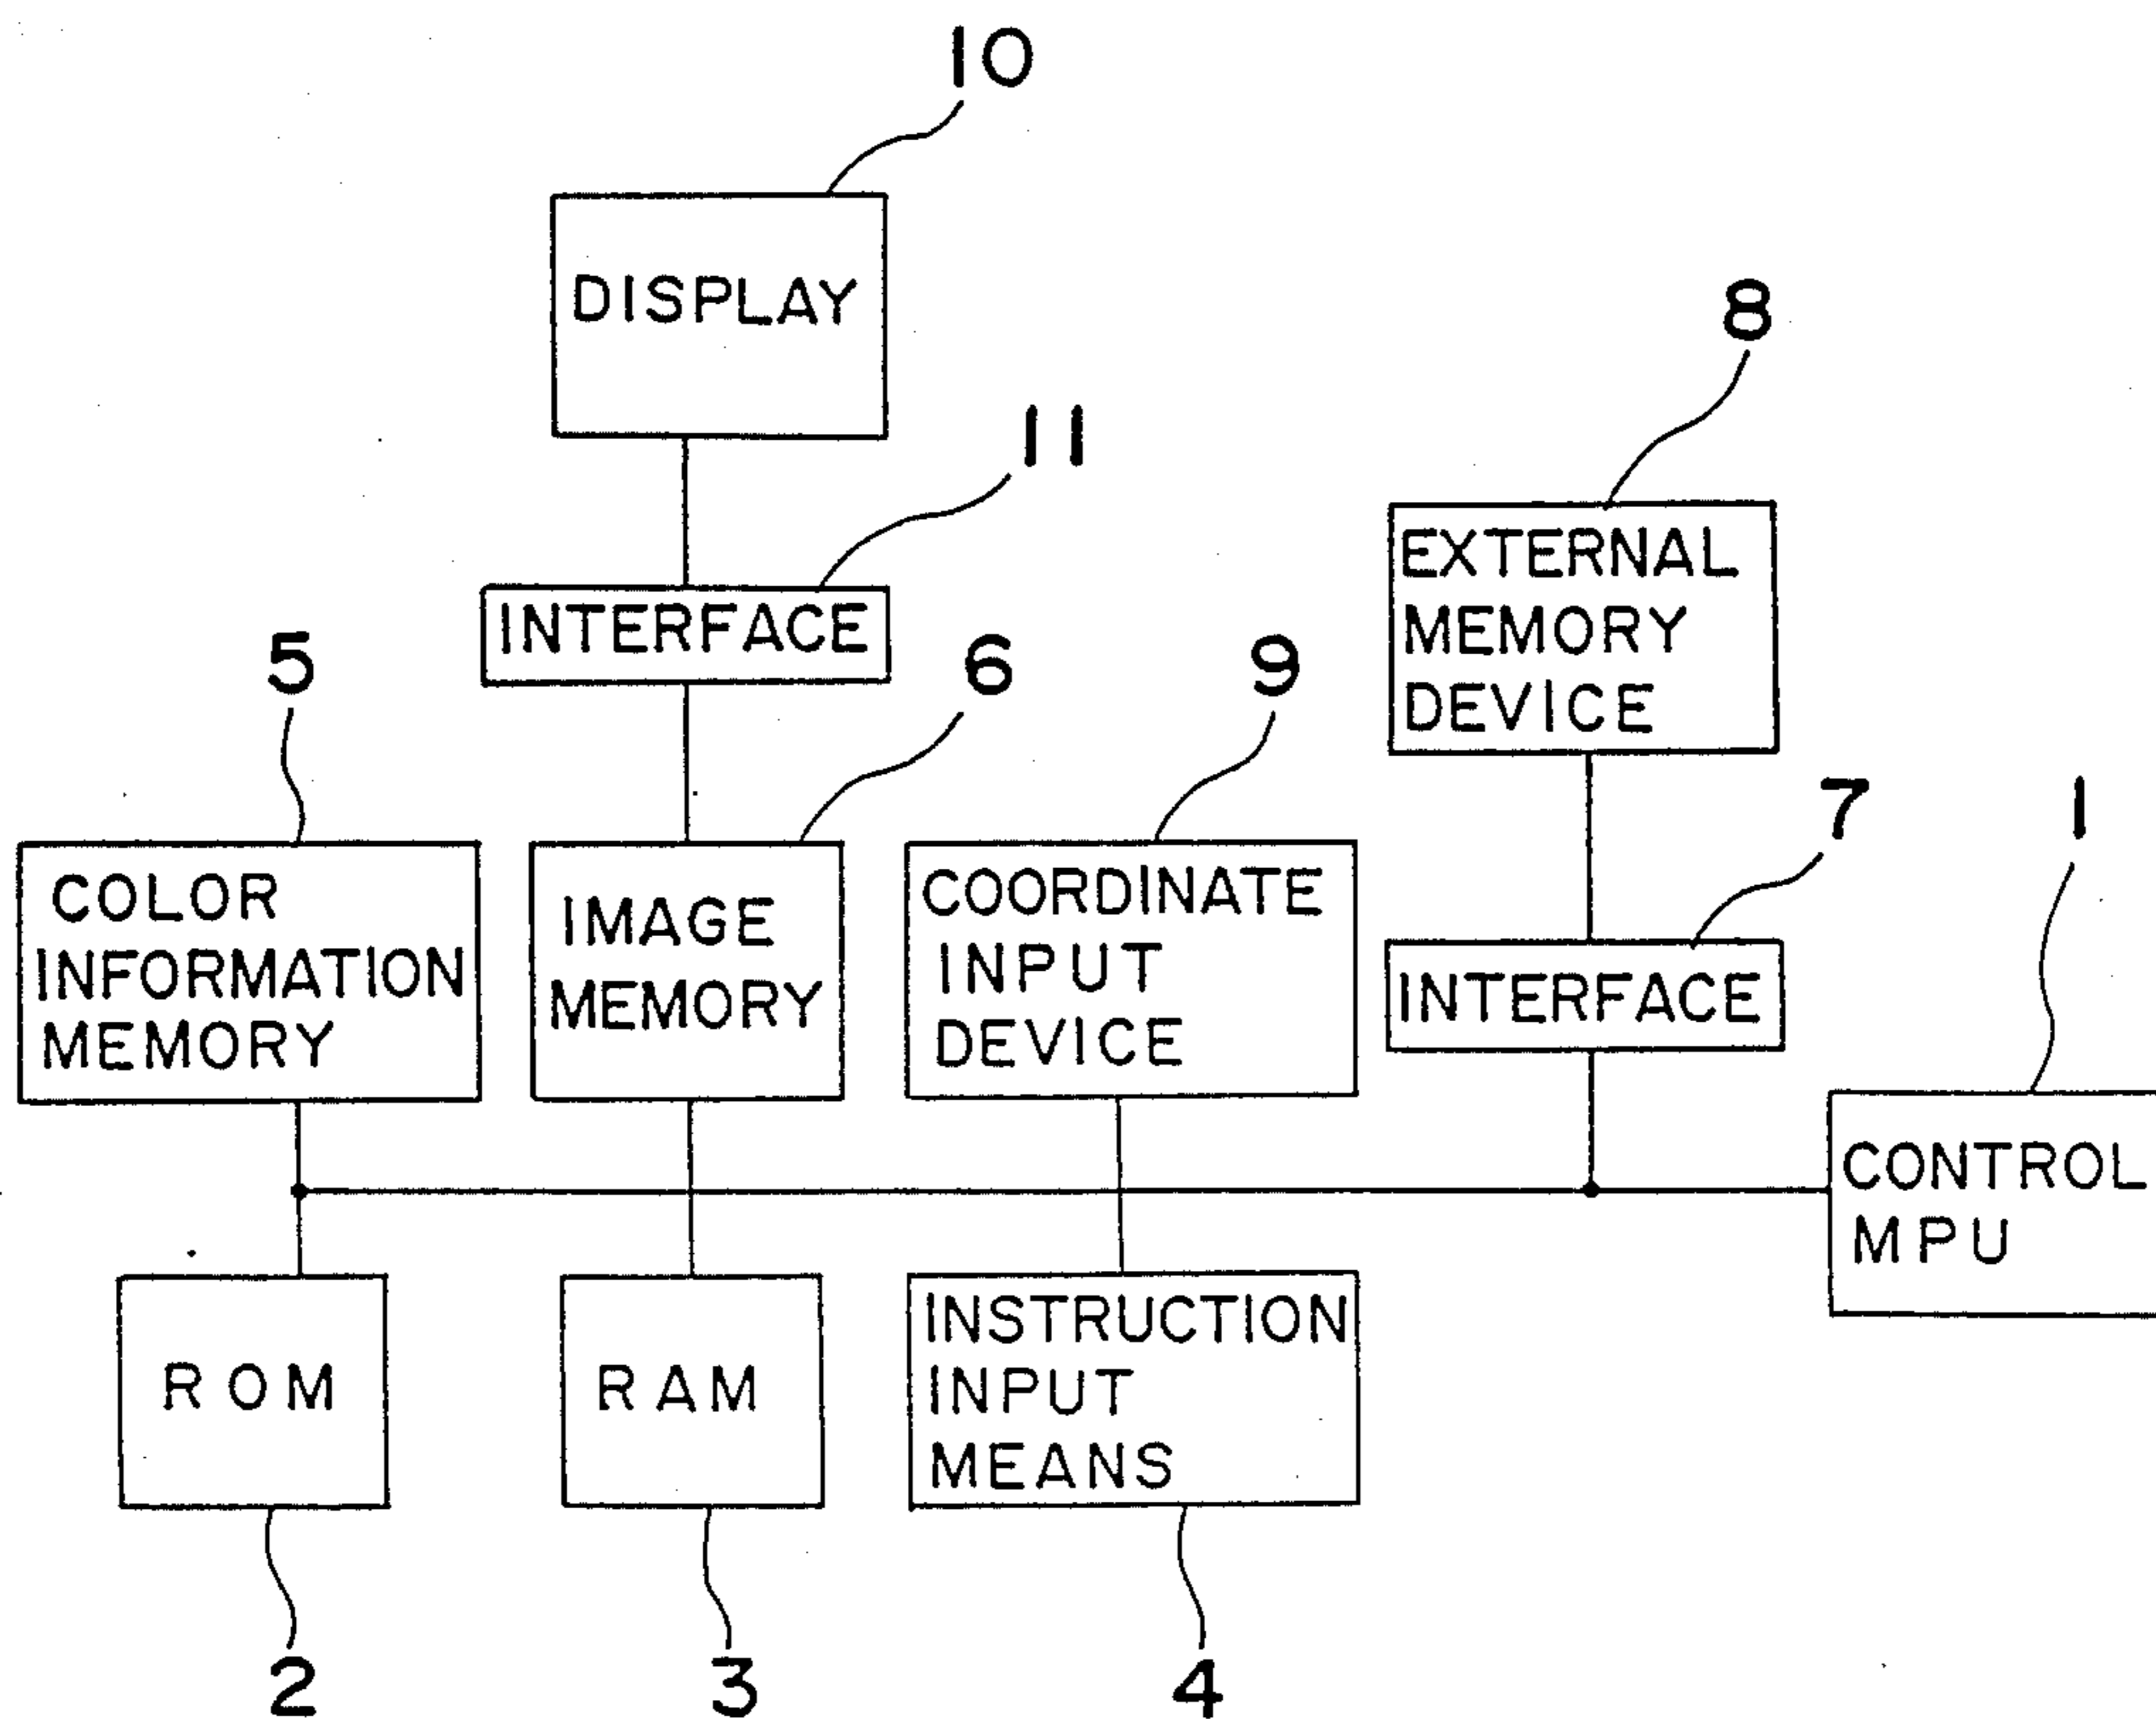 10
DISPLAY
8
11
EXTERNAL
MEMORY
DEVICE
INTERFACE
5
6
9
7
1
COLOR
INFORMATION
MEMORY
IMAGE
MEMORY
COORDINATE
INPUT
DEVICE
INTERFACE
CONTROL
MPU
ROM
RAM
INSTRUCTION
INPUT
MEANS
2
3
4